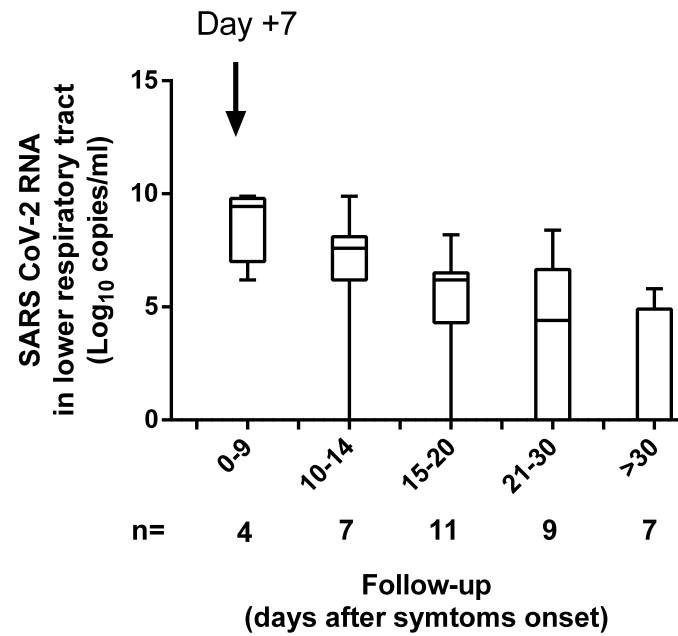 Day +7
SARS CoV-2 RNA
in lower respiratory tract
(Log10 copies/ml)
15
10
5
0
0-9
10-14
15-20
21-30
>30
n= 4 7 11 9 7
Follow-up
(days after symtoms onset)